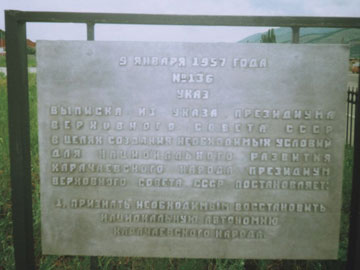 9 ЯНВАРЯ 1957 ГОДА
№136
УКАЗ
ВЫПИСКА ИЗ УКАЗА ПРЕЗИДИУМА
ВЕРХОВНОГО СОВЕТА СССР
В ЦЕЛЯХ СОЗДАНИЯ НЕОБХОДИМЫХ УСЛОВИЙ
ДЛЯ НАЦИОНАЛЬНОГО РАЗВИТИЯ
КАРАЧАЕВСКОГО НАРОДА ПРЕЗИДИУМ
ВЕРХОВНОГО СОВЕТА СССР ПОСТАНОВЛЯЕТ:
1. ПРИЗНАТЬ НЕОБХОДИМЫМ ВОССТАНОВИТЬ
НАЦИОНАЛЬНУЮ АВТОНОМИЮ
КАРАЧАЕВСКОГО НАРОДА